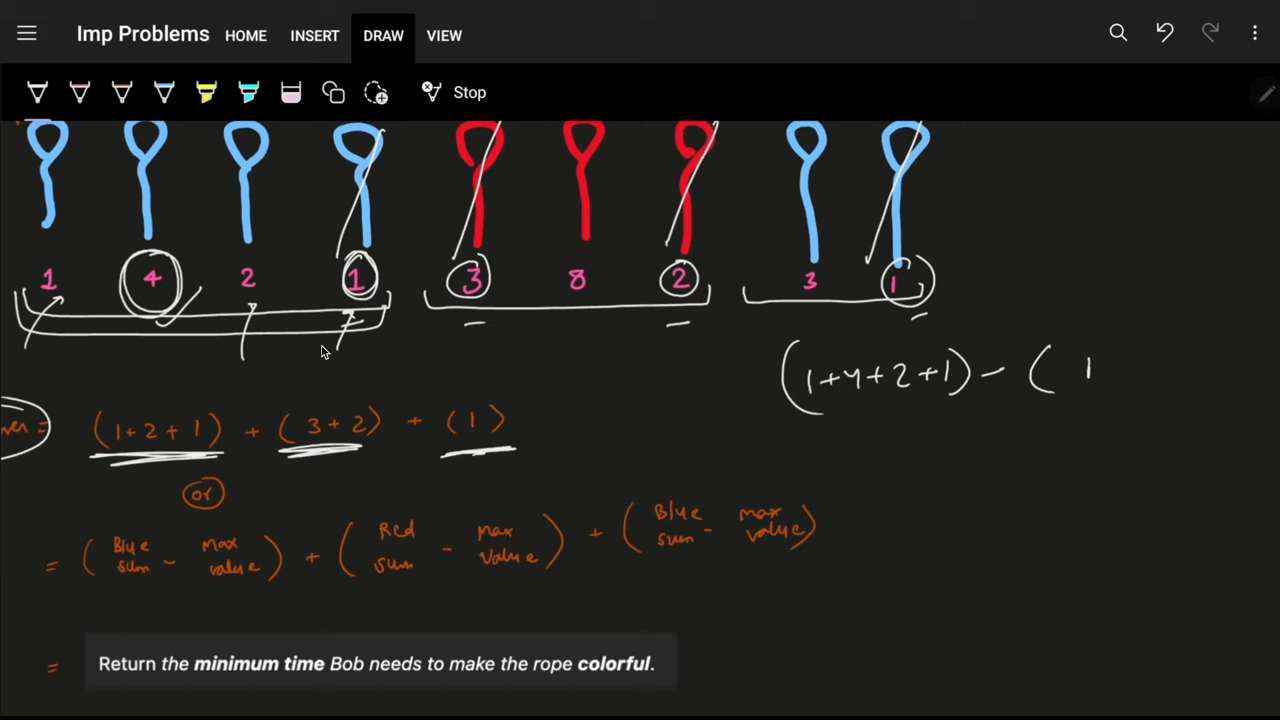 Imp Problems HOME INSERT DRAW VIEW
Stop
1 4 2 1 3 8 2 3 1
(1+4+2+1) - ( 1
= (1+2+1) + (3+2) + (1)
or
= (Blue sum - max value) + (Red sum - max value) + (Blue sum - max value)
= Return the minimum time Bob needs to make the rope colorful.